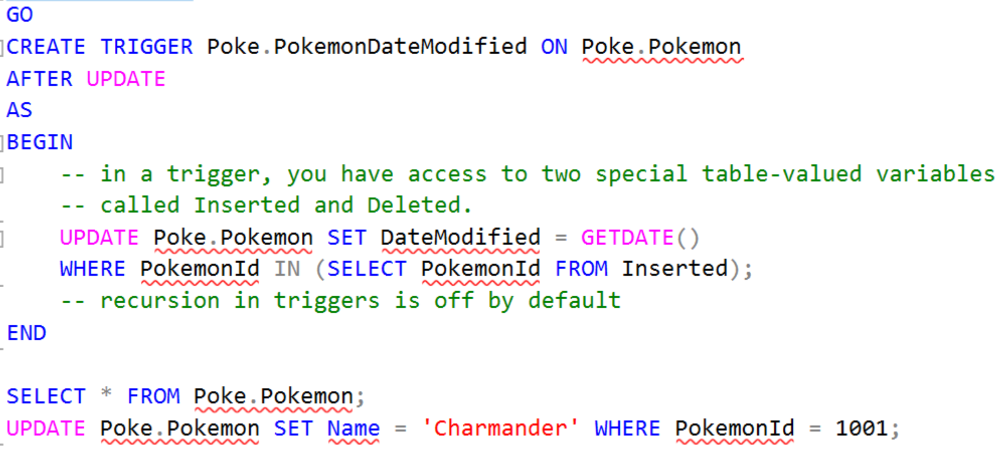 GO
CREATE TRIGGER Poke.PokemonDateModified ON Poke.Pokemon
AFTER UPDATE
AS
BEGIN
-- in a trigger, you have access to two special table-valued variables
-- called Inserted and Deleted.
UPDATE Poke.Pokemon SET DateModified = GETDATE()
WHERE PokemonId IN (SELECT PokemonId FROM Inserted);
-- recursion in triggers is off by default
END
SELECT * FROM Poke.Pokemon;
UPDATE Poke.Pokemon SET Name = 'Charmander' WHERE PokemonId = 1001;